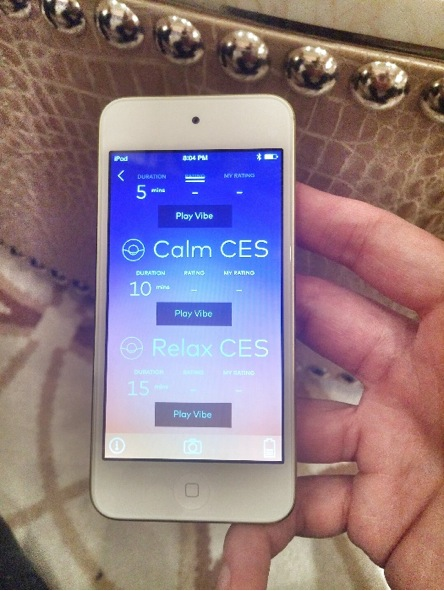 iPod 8:04 PM
DURATION RATING MY RATING
5 mins – –
Play Vibe
Calm CES
DURATION RATING MY RATING
10 mins – –
Play Vibe
Relax CES
DURATION RATING MY RATING
15 mins – –
Play Vibe